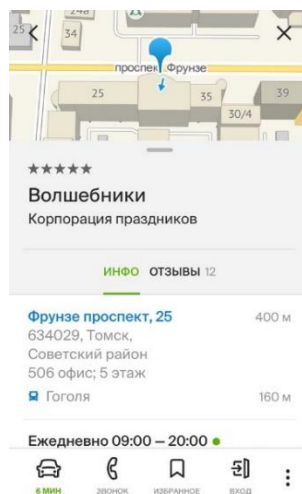 25
34
проспект Фрунзе
25
35
30/4
39
Волшебники
Корпорация праздников
ИНФО ОТЗЫВЫ 12
Фрунзе проспект, 25 400 м
634029, Томск,
Советский район
506 офис; 5 этаж
Гоголя 160 м
Ежедневно 09:00 – 20:00
6 МИН ЗВОНОК ИЗБРАННОЕ ВХОД